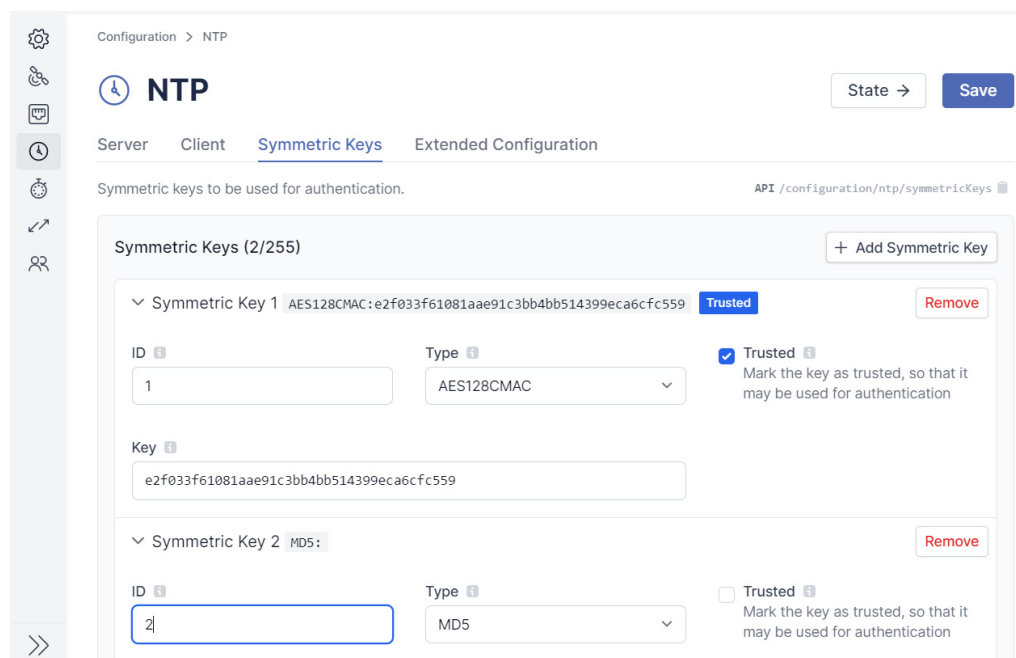 Configuration > NTP
NTP
State →
Save
Server Client Symmetric Keys Extended Configuration
Symmetric keys to be used for authentication.
API /configuration/ntp/symmetricKeys
Symmetric Keys (2/255)
+ Add Symmetric Key
Symmetric Key 1 AES128CMAC:e2f033f61081aae91c3bb4bb514399eca6cfc559 Trusted Remove
ID Type Trusted
1 AES128CMAC Mark the key as trusted, so that it
may be used for authentication
Key
e2f033f61081aae91c3bb4bb514399eca6cfc559
Symmetric Key 2 MD5: Remove
ID Type Trusted
2 MD5 Mark the key as trusted, so that it
may be used for authentication